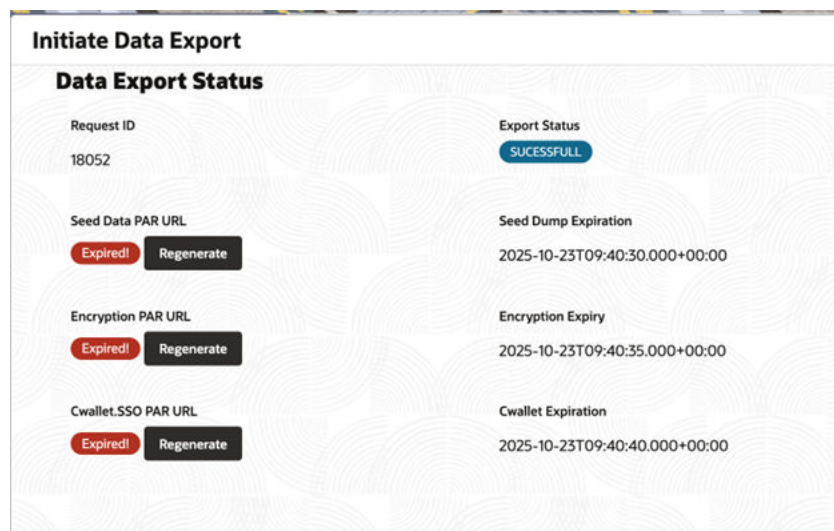 Initiate Data Export
Data Export Status
Request ID
Export Status
18052
SUCESSFULL
Seed Data PAR URL
Seed Dump Expiration
Expired! Regenerate
2025-10-23T09:40:30.000+00:00
Encryption PAR URL
Encryption Expiry
Expired! Regenerate
2025-10-23T09:40:35.000+00:00
Cwallet.SSO PAR URL
Cwallet Expiration
Expired! Regenerate
2025-10-23T09:40:40.000+00:00